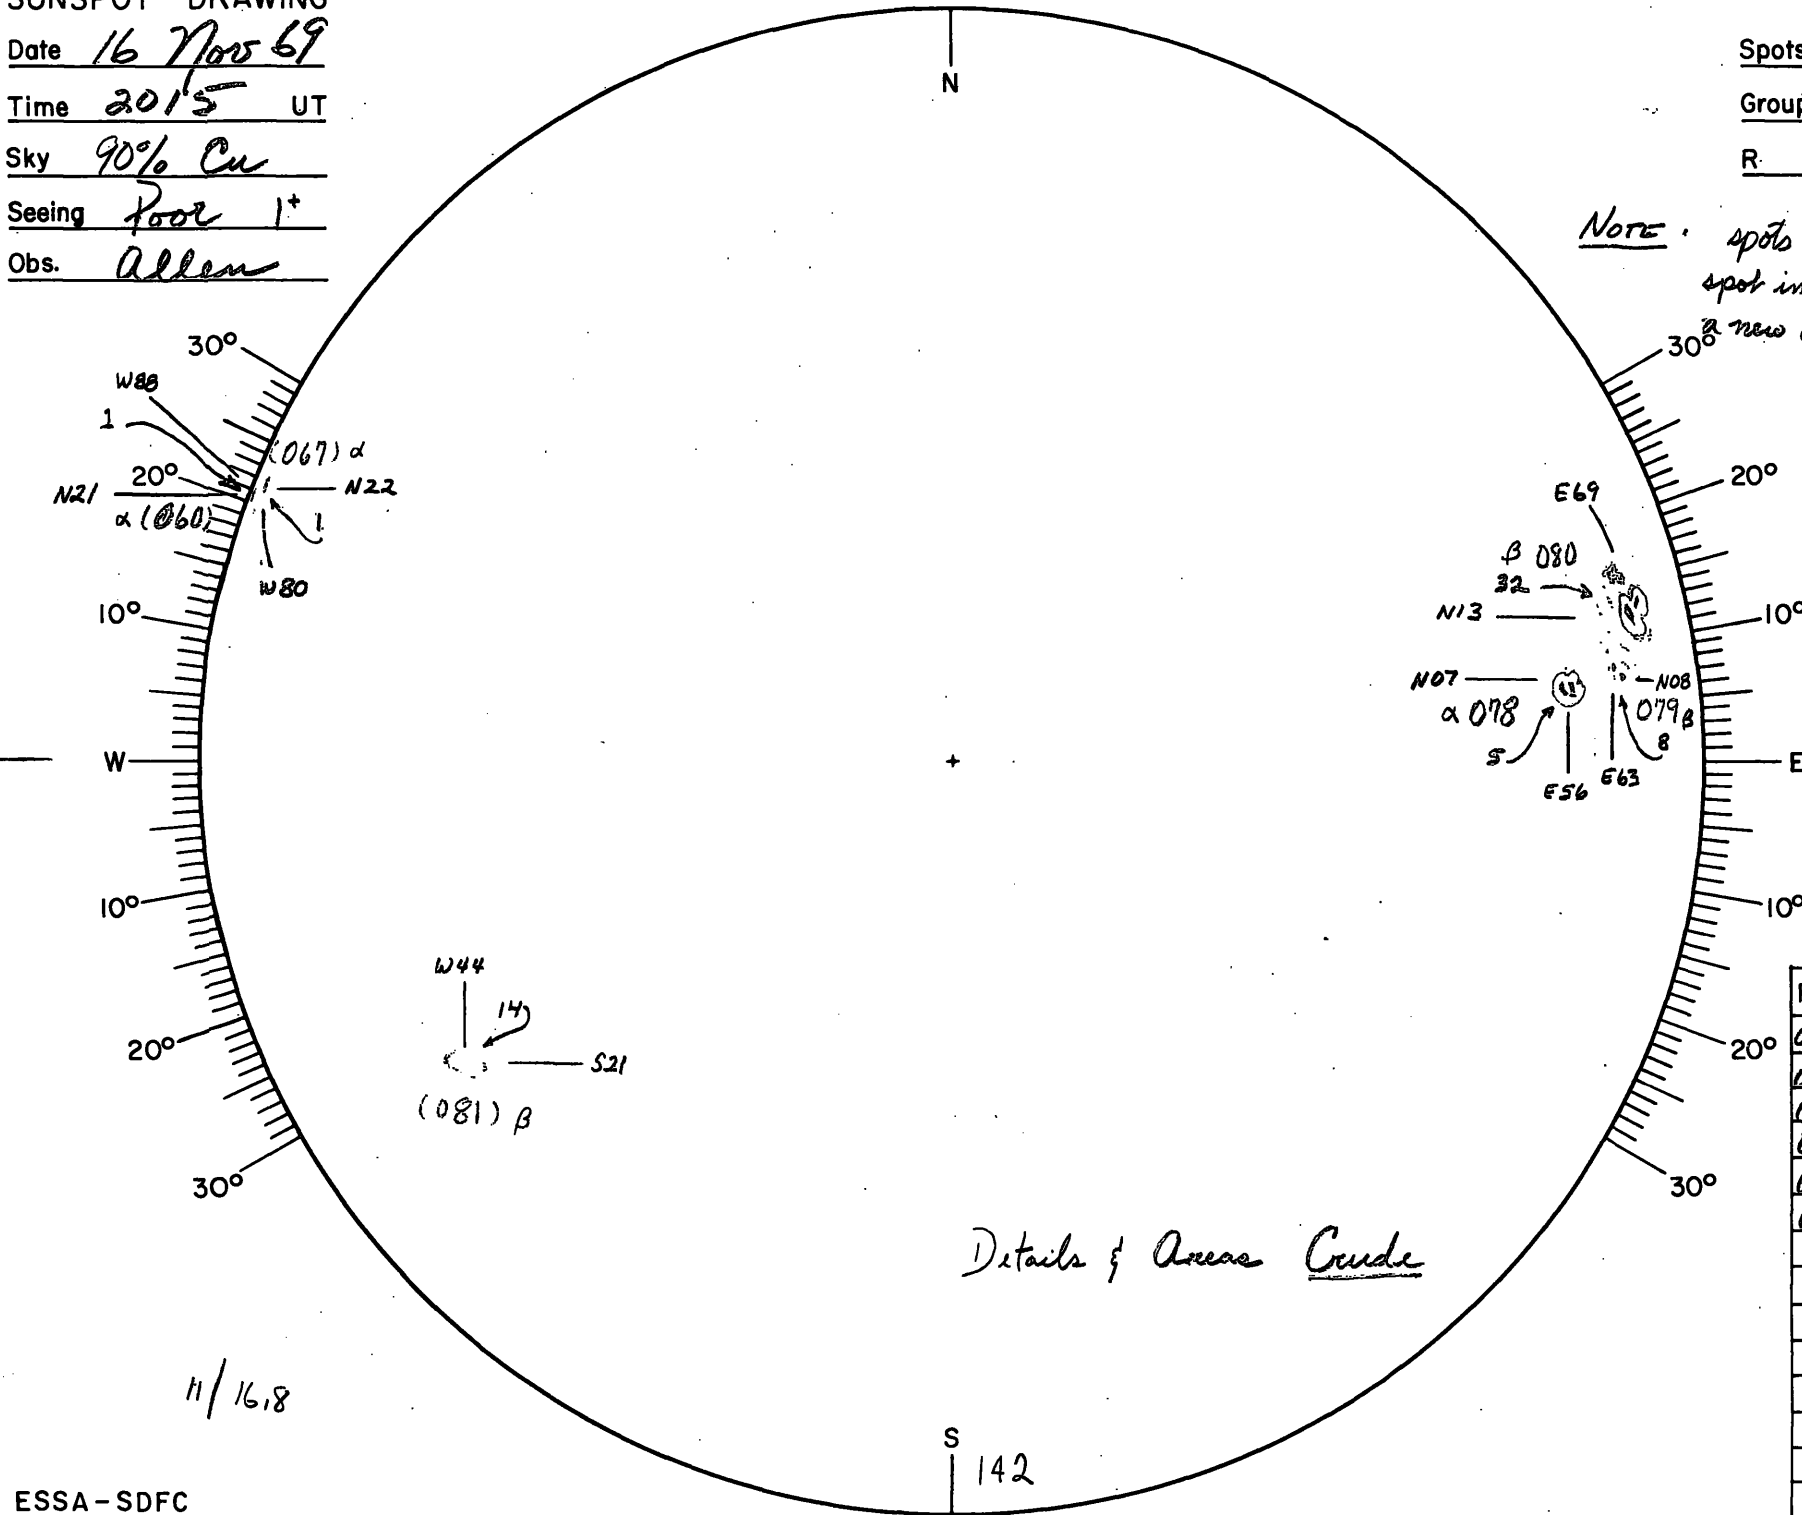 SUNSPOT DRAWING
Date 16 Nov 69
Time 2015 UT
Sky 90% Cu
Seeing Poor 1+
Obs. Allen
N
Spots
Group
R
NOTE. spots
spot in
a new
30°
30°
W88
1
(067) α
20°
N21
N22
α (060)
1
W80
10°
20°
E69
β 080
32
N13
10°
N07
N08
α 078
079 β
5
8
E56
E63
W
+
E
10°
10°
W44
14
20°
S21
20°
(081) β
30°
30°
Details & Areas Crude
11/16.8
S
142
ESSA-SDFC